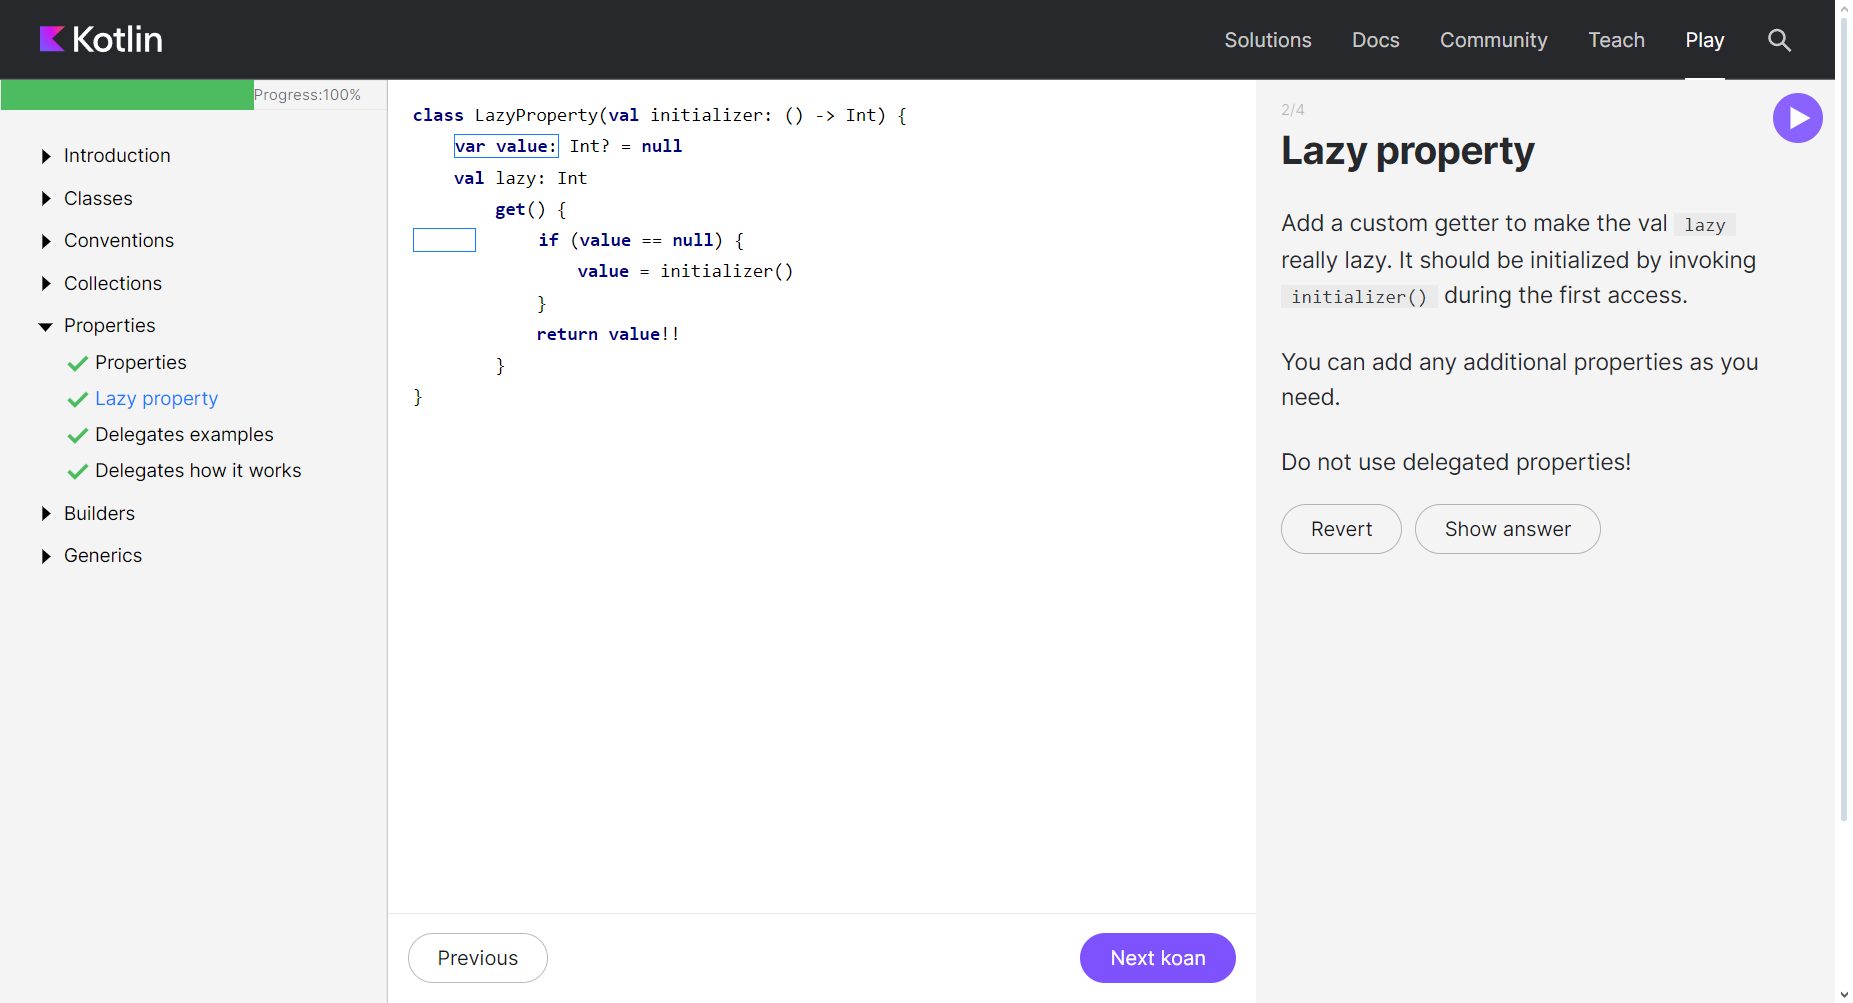 Kotlin
Solutions Docs Community Teach Play
Progress:100%
Introduction
Classes
Conventions
Collections
Properties
Properties
Lazy property
Delegates examples
Delegates how it works
Builders
Generics
class LazyProperty(val initializer: () -> Int) {
    var value: Int? = null
    val lazy: Int
        get() {
            if (value == null) {
                value = initializer()
            }
            return value!!
        }
}
Previous
Next koan
2/4
Lazy property
Add a custom getter to make the val lazy
really lazy. It should be initialized by invoking
initializer() during the first access.
You can add any additional properties as you
need.
Do not use delegated properties!
Revert
Show answer